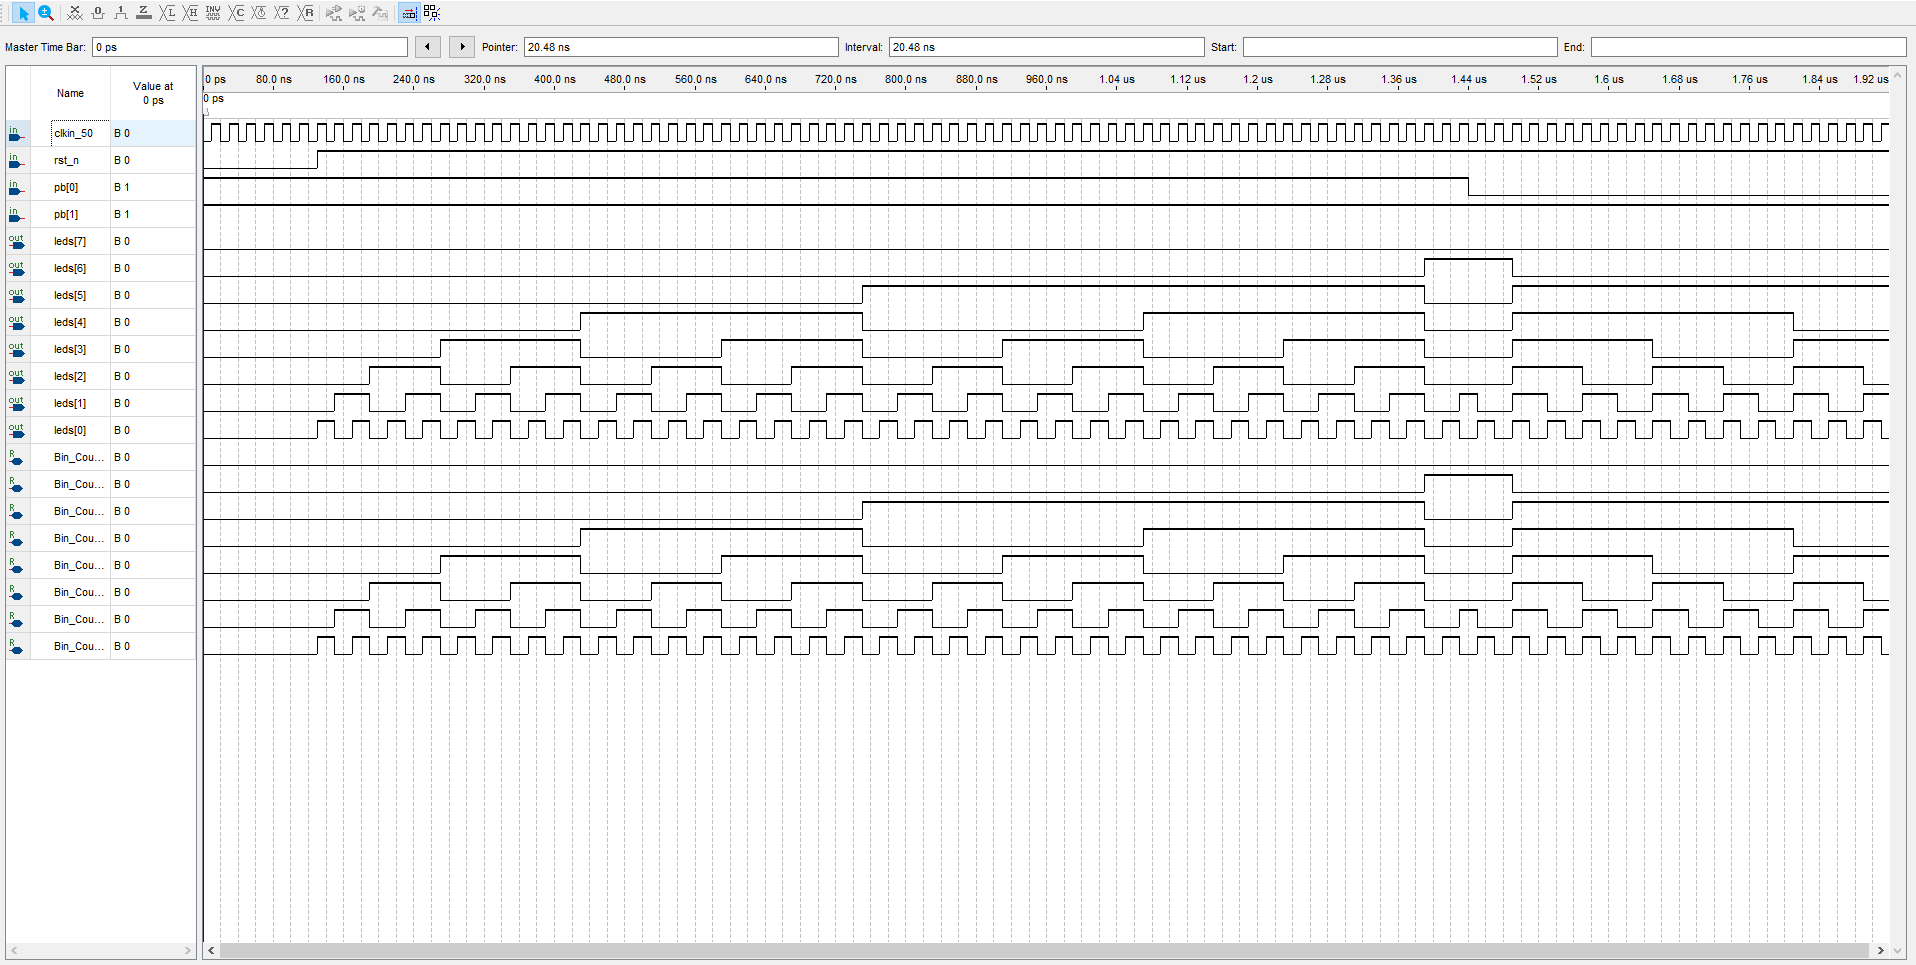 Master Time Bar: 0 ps Pointer: 20.48 ns Interval: 20.48 ns Start: End:
Name Value at 0 ps
0 ps 80.0 ns 160.0 ns 240.0 ns 320.0 ns 400.0 ns 480.0 ns 560.0 ns 640.0 ns 720.0 ns 800.0 ns 880.0 ns 960.0 ns 1.04 us 1.12 us 1.2 us 1.28 us 1.36 us 1.44 us 1.52 us 1.6 us 1.68 us 1.76 us 1.84 us 1.92 us
0 ps
in clkin_50 B 0
in rst_n B 0
in pb[0] B 1
in pb[1] B 1
out leds[7] B 0
out leds[6] B 0
out leds[5] B 0
out leds[4] B 0
out leds[3] B 0
out leds[2] B 0
out leds[1] B 0
out leds[0] B 0
R Bin_Cou... B 0
R Bin_Cou... B 0
R Bin_Cou... B 0
R Bin_Cou... B 0
R Bin_Cou... B 0
R Bin_Cou... B 0
R Bin_Cou... B 0
R Bin_Cou... B 0